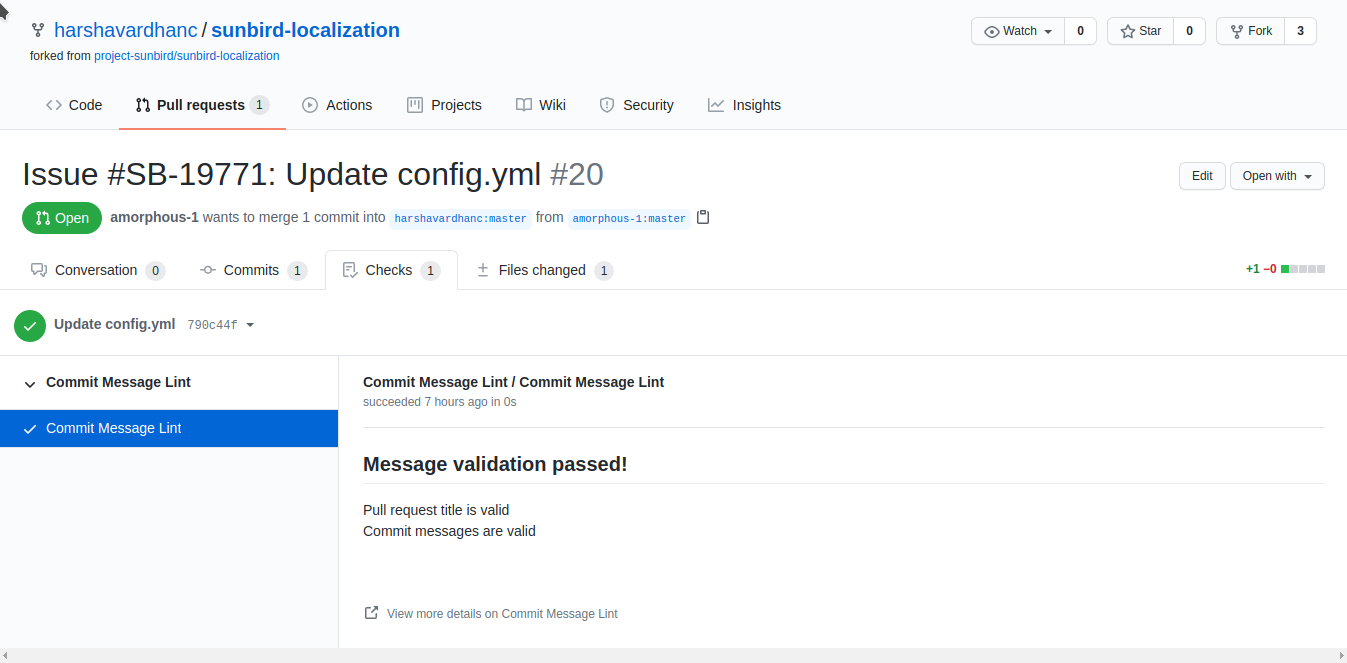 harshavardhanc / sunbird-localization
Watch 0 Star 0 Fork 3
forked from project-sunbird/sunbird-localization
Code Pull requests 1 Actions Projects Wiki Security Insights
Issue #SB-19771: Update config.yml #20
Edit Open with
Open amorphous-1 wants to merge 1 commit into harshavardhanc:master from amorphous-1:master
Conversation 0 Commits 1 Checks 1 Files changed 1 +1 −0
Update config.yml 790c44f
Commit Message Lint
Commit Message Lint
Commit Message Lint / Commit Message Lint
succeeded 7 hours ago in 0s
Message validation passed!
Pull request title is valid
Commit messages are valid
View more details on Commit Message Lint